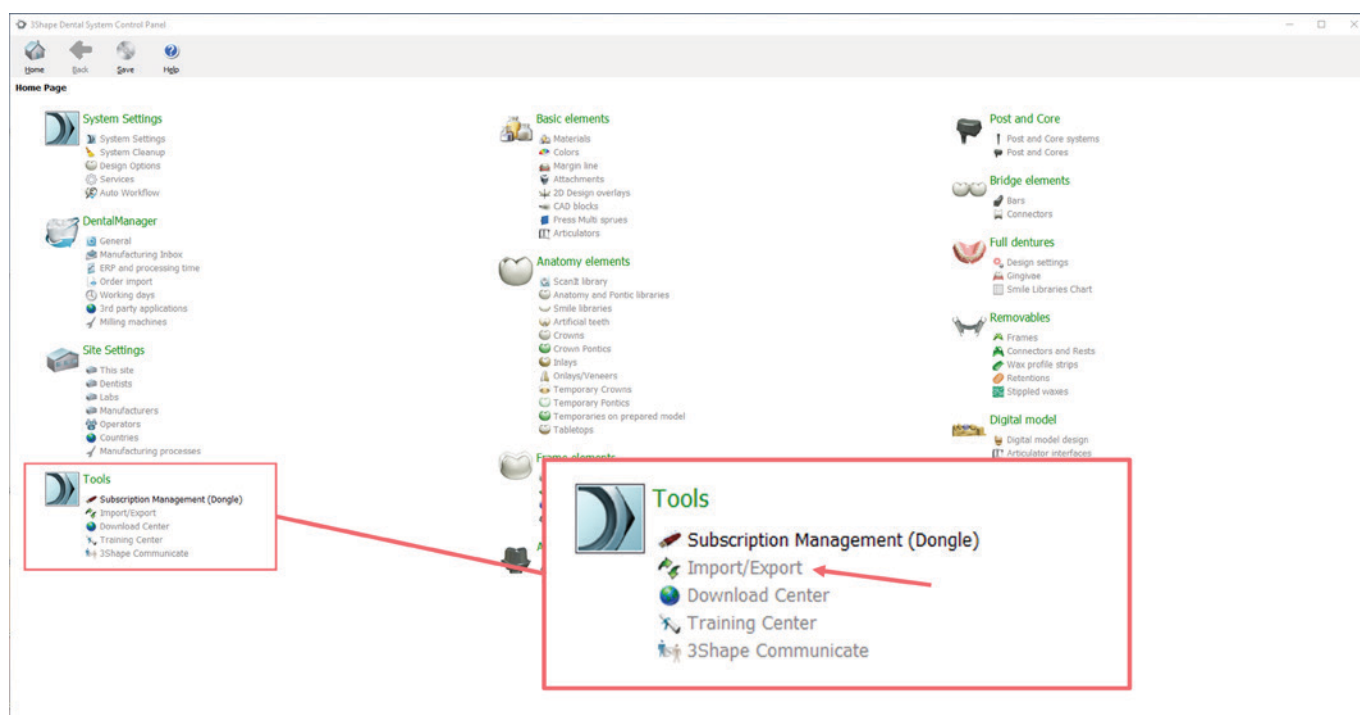 3Shape Dental System Control Panel
Home Back Save Help
Home Page
System Settings
System Settings
System Cleanup
Design Options
Services
Auto Workflow
DentalManager
General
Manufacturing Inbox
ERP and processing time
Order import
Working days
3rd party applications
Milling machines
Site Settings
This site
Dentists
Labs
Manufacturers
Operators
Countries
Manufacturing processes
Tools
Subscription Management (Dongle)
Import/Export
Download Center
Training Center
3Shape Communicate
Basic elements
Materials
Colors
Margin line
Attachments
2D Design overlays
CAD blocks
Press Multi sprues
Articulators
Anatomy elements
Anatomy and Pontic libraries
Smile libraries
Artificial teeth
Crowns
Crown Pontics
Inlays
Onlays/Veneers
Temporary Crowns
Temporary Pontics
Temporaries on prepared model
Tabletops
Frame elements
Post and Core
Post and Core systems
Post and Cores
Bridge elements
Bars
Connectors
Full dentures
Design settings
Gingivae
Smile Libraries Chart
Removables
Frames
Connectors and Rests
Wax profile strips
Retentions
Stippled waxes
Digital model
Digital model design
Articulator interfaces
Tools
Subscription Management (Dongle)
Import/Export
Download Center
Training Center
3Shape Communicate